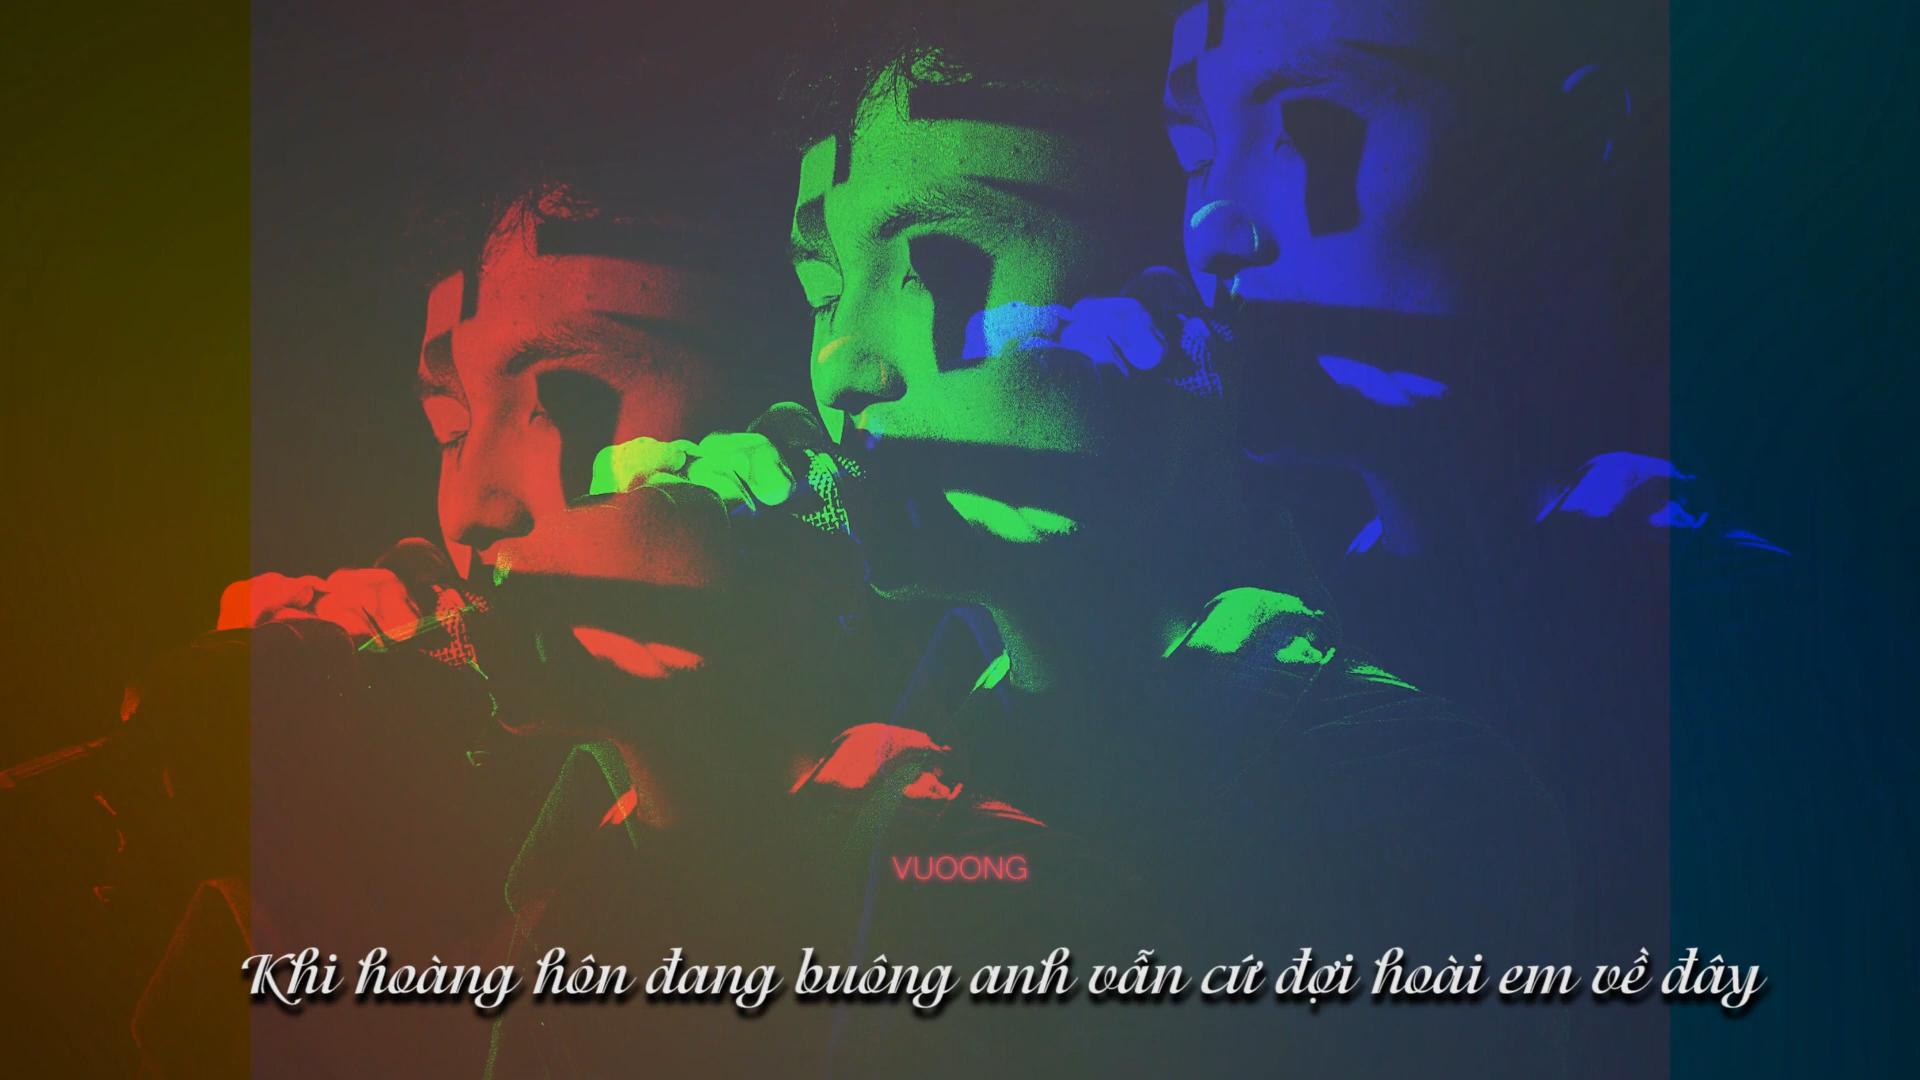 VUOONG
Khi hoàng hôn đang buông anh vẫn cứ đợi hoài em về đây